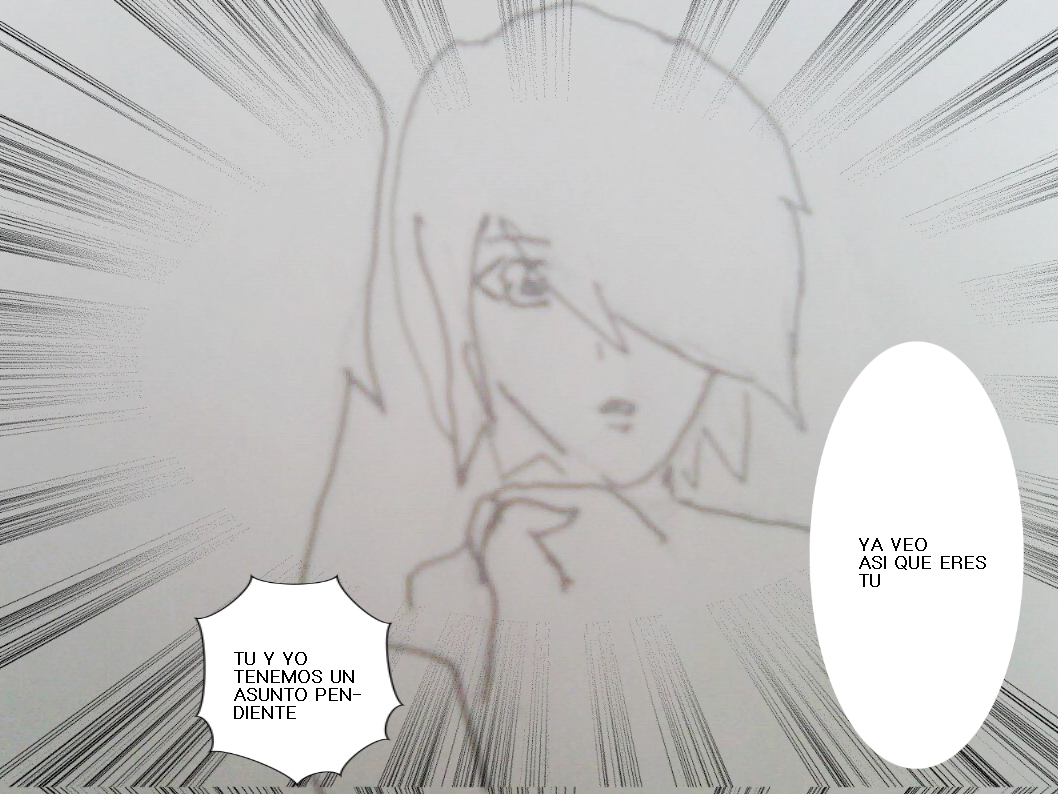 YA VEO
ASI QUE ERES
TU
TU Y YO
TENEMOS UN
ASUNTO PEN-
DIENTE